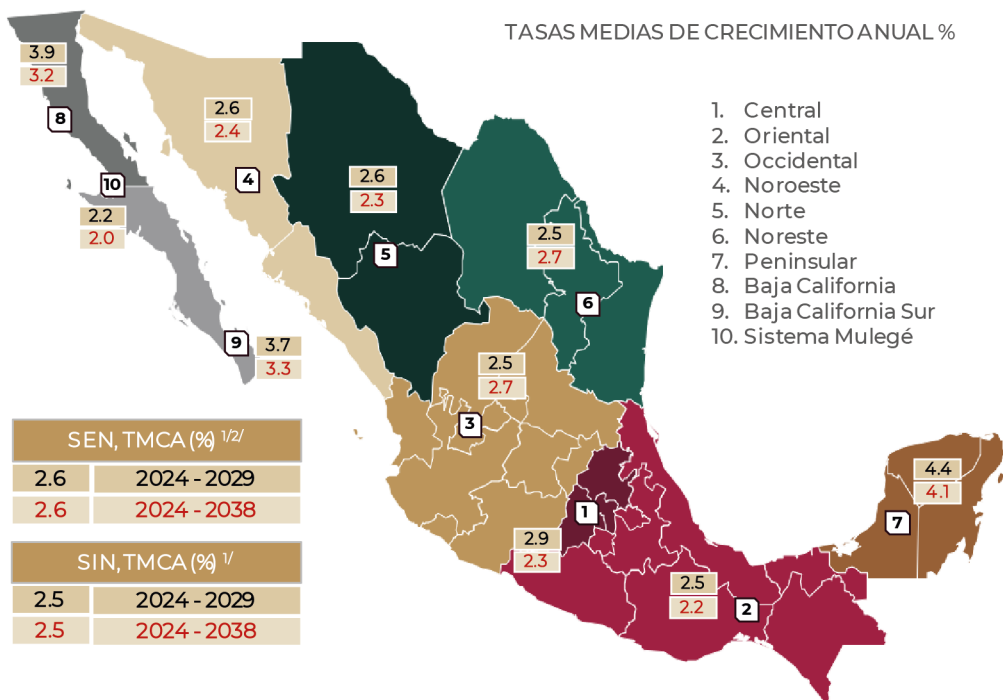 TASAS MEDIAS DE CRECIMIENTO ANUAL %
1. Central
2. Oriental
3. Occidental
4. Noroeste
5. Norte
6. Noreste
7. Peninsular
8. Baja California
9. Baja California Sur
10. Sistema Mulegé
3.9
3.2
8
2.6
2.4
4
10
2.2
2.0
2.6
2.3
5
2.5
2.7
6
9
3.7
3.3
2.5
2.7
3
4.4
4.1
7
1
2.9
2.3
2.5
2.2
2
SEN, TMCA (%) 1/2/
2.6 2024 - 2029
2.6 2024 - 2038
SIN, TMCA (%) 1/
2.5 2024 - 2029
2.5 2024 - 2038